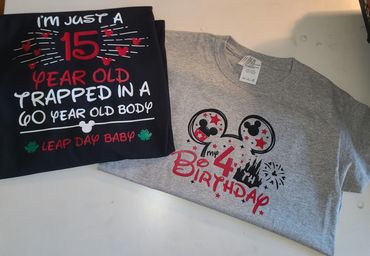 I'M JUST A
15
YEAR OLD
TRAPPED IN A
60 YEAR OLD BODY
LEAP DAY BABY
my 4
BIRTHDAY